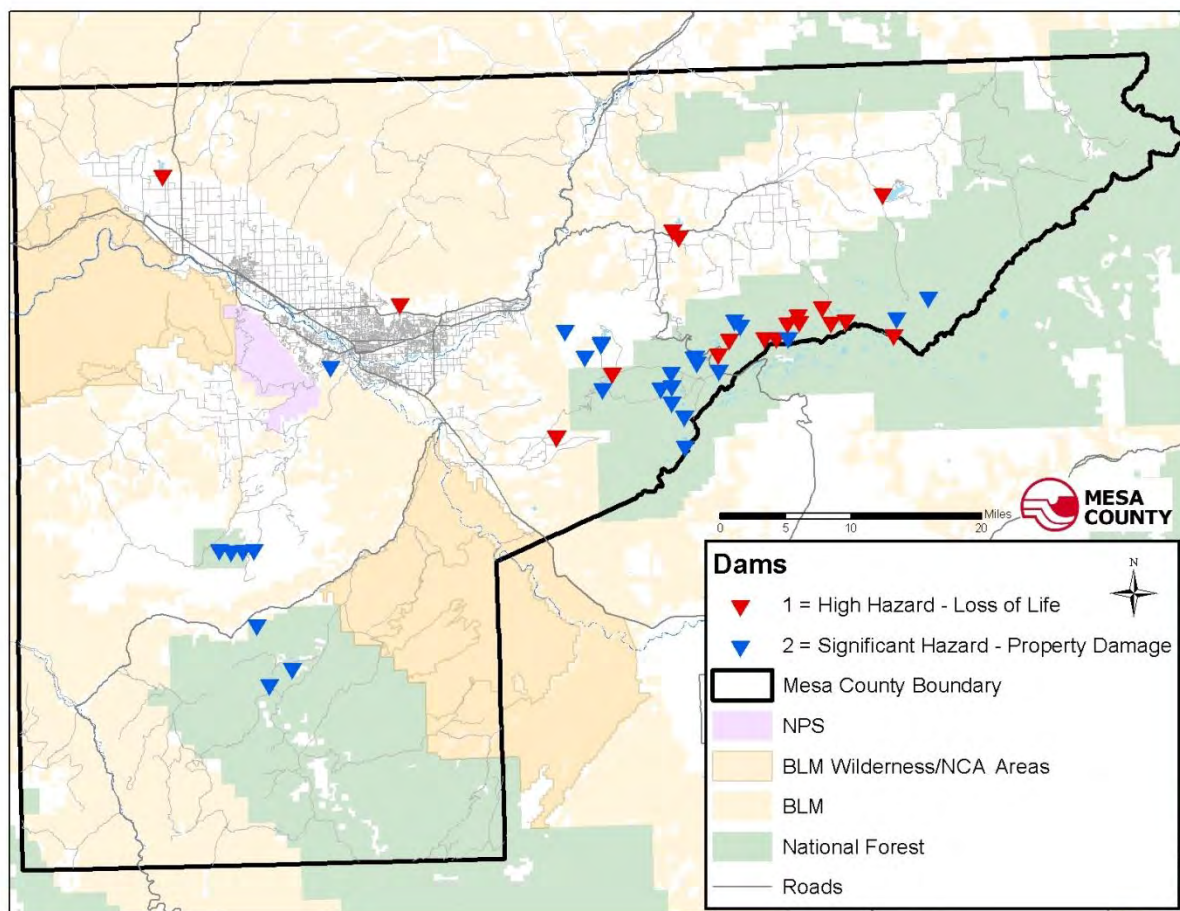 MESA
COUNTY
Miles
0 5 10 20
Dams
N
1 = High Hazard - Loss of Life
2 = Significant Hazard - Property Damage
Mesa County Boundary
NPS
BLM Wilderness/NCA Areas
BLM
National Forest
Roads